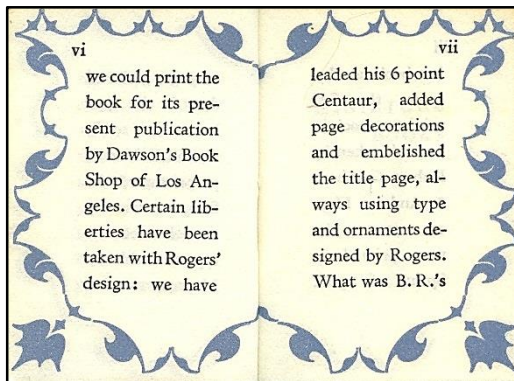 vi
we could print the
book for its pre-
sent publication
by Dawson's Book
Shop of Los An-
geles. Certain lib-
erties have been
taken with Rogers'
design: we have
vii
leaded his 6 point
Centaur, added
page decorations
and embelished
the title page, al-
ways using type
and ornaments de-
signed by Rogers.
What was B. R.'s